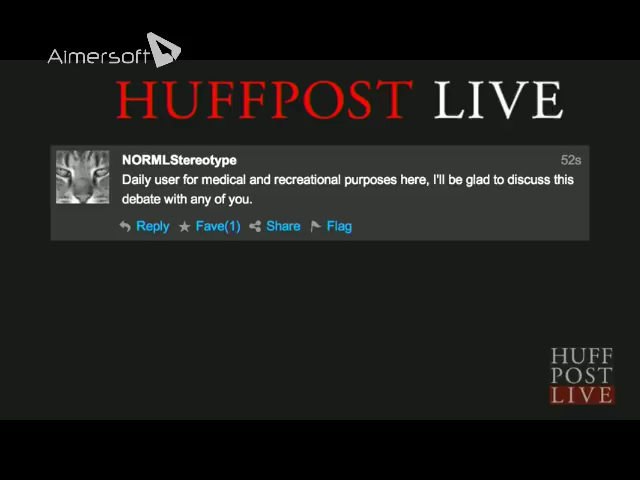 Aimersoft
HUFFPOST LIVE
NORMLStereotype 52s
Daily user for medical and recreational purposes here, I'll be glad to discuss this
debate with any of you.
Reply Fave(1) Share Flag
HUFF
POST
LIVE